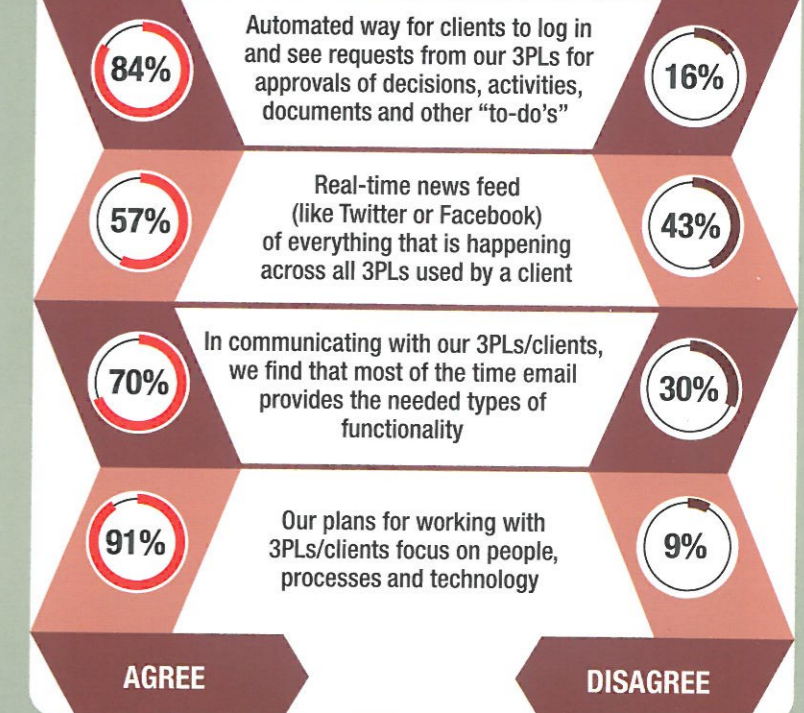 84%
Automated way for clients to log in
and see requests from our 3PLs for
approvals of decisions, activities,
documents and other “to-do’s”
16%
57%
Real-time news feed
(like Twitter or Facebook)
of everything that is happening
across all 3PLs used by a client
43%
70%
In communicating with our 3PLs/clients,
we find that most of the time email
provides the needed types of
functionality
30%
91%
Our plans for working with
3PLs/clients focus on people,
processes and technology
9%
AGREE
DISAGREE